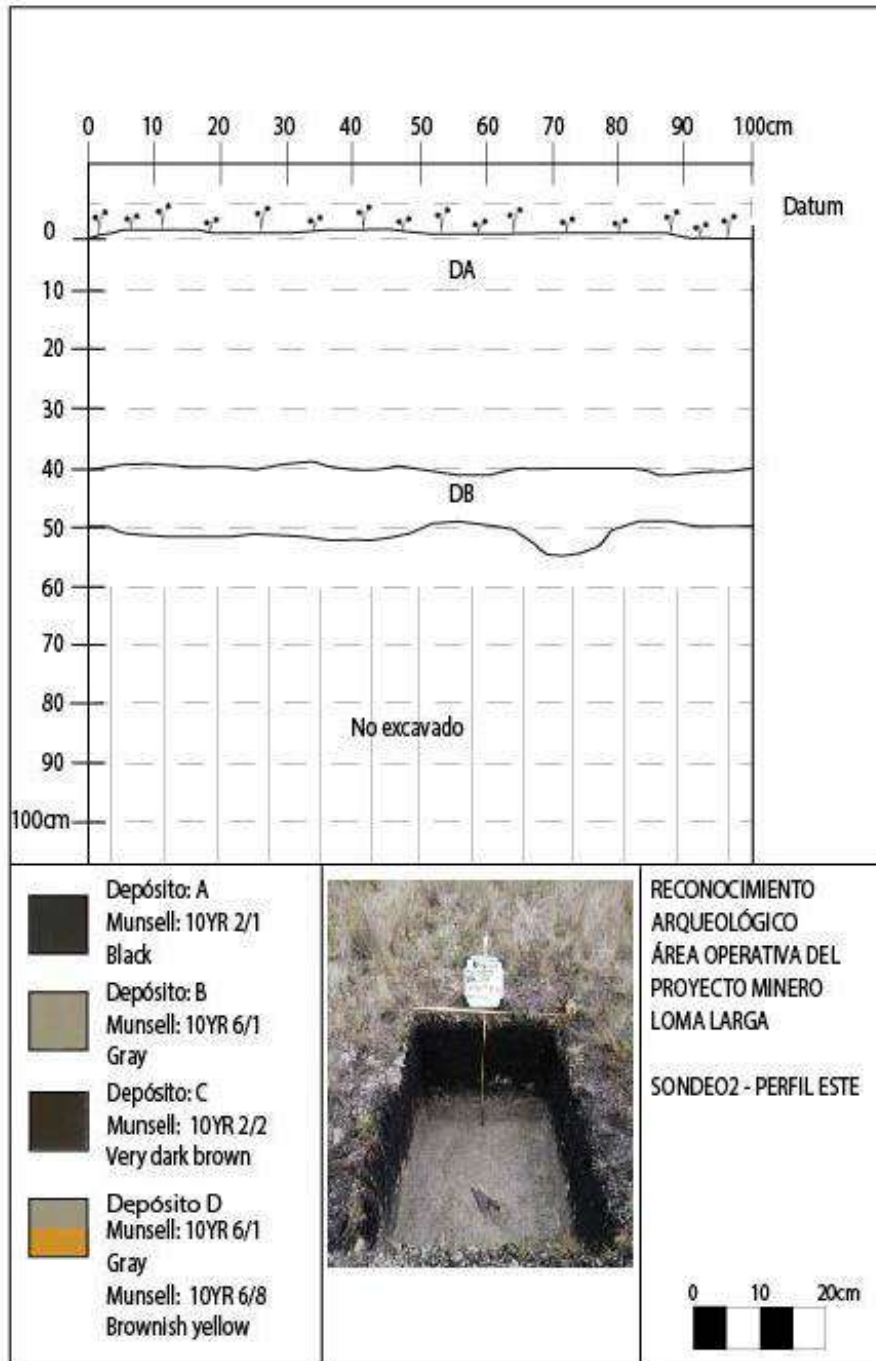 0 10 20 30 40 50 60 70 80 90 100cm
Datum
0
DA
10
20
30
40
DB
50
60
70
80
No excavado
90
100cm
Depósito: A
Munsell: 10YR 2/1
Black
Depósito: B
Munsell: 10YR 6/1
Gray
Depósito: C
Munsell: 10YR 2/2
Very dark brown
Depósito D
Munsell: 10YR 6/1
Gray
Munsell: 10YR 6/8
Brownish yellow
RECONOCIMIENTO
ARQUEOLÓGICO
ÁREA OPERATIVA DEL
PROYECTO MINERO
LOMA LARGA
SONDEO2 - PERFIL ESTE
0 10 20cm